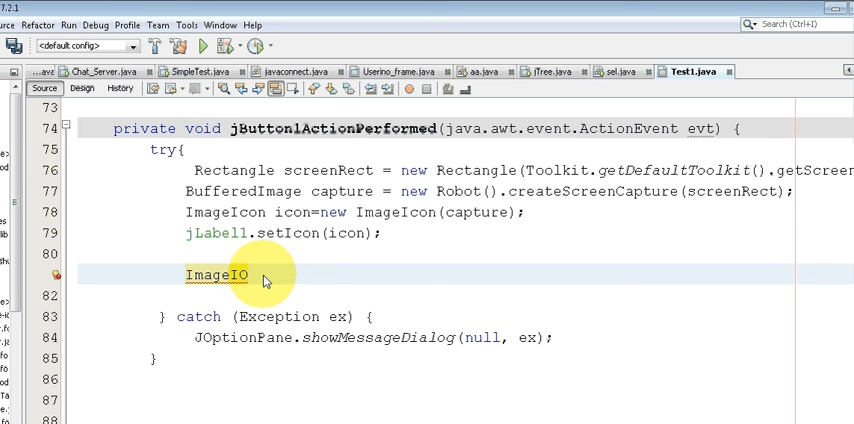 7.2.1
urce Refactor Run Debug Profile Team Tools Window Help
Search (Ctrl+I)
<default config>
...ava Chat_Server.java SimpleTest.java javaconnect.java Userino_frame.java aa.java jTree.java sel.java Test1.java
Source Design History
73
74 private void jButton1ActionPerformed(java.awt.event.ActionEvent evt) {
75 try{
76 Rectangle screenRect = new Rectangle(Toolkit.getDefaultToolkit().getScreen
77 BufferedImage capture = new Robot().createScreenCapture(screenRect);
78 ImageIcon icon=new ImageIcon(capture);
79 jLabel1.setIcon(icon);
80
ImageIO
82
83 } catch (Exception ex) {
84 JOptionPane.showMessageDialog(null, ex);
85 }
86
87
88